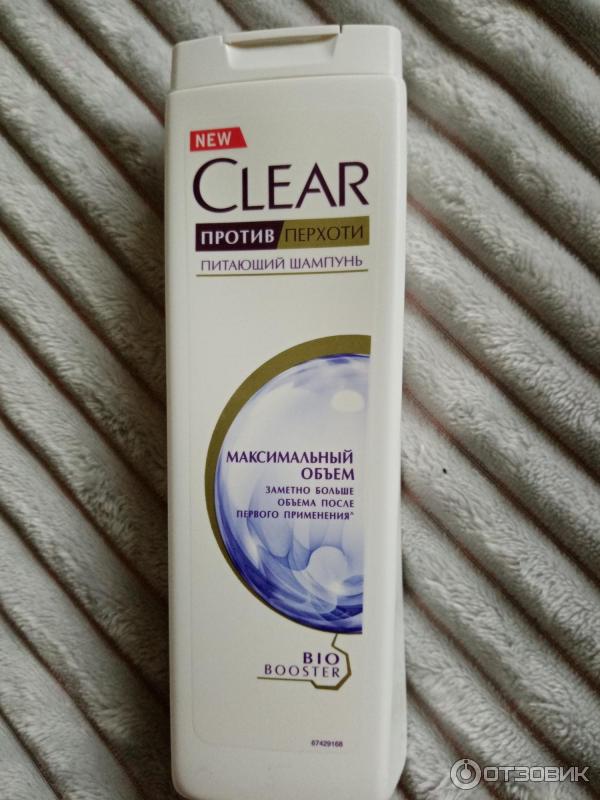 NEW
CLEAR
ПРОТИВ ПЕРХОТИ
ПИТАЮЩИЙ ШАМПУНЬ
МАКСИМАЛЬНЫЙ
ОБЪЕМ
ЗАМЕТНО БОЛЬШЕ
ОБЪЕМА ПОСЛЕ
ПЕРВОГО ПРИМЕНЕНИЯ^
BIO
BOOSTER
67429168
ОТЗОВИК